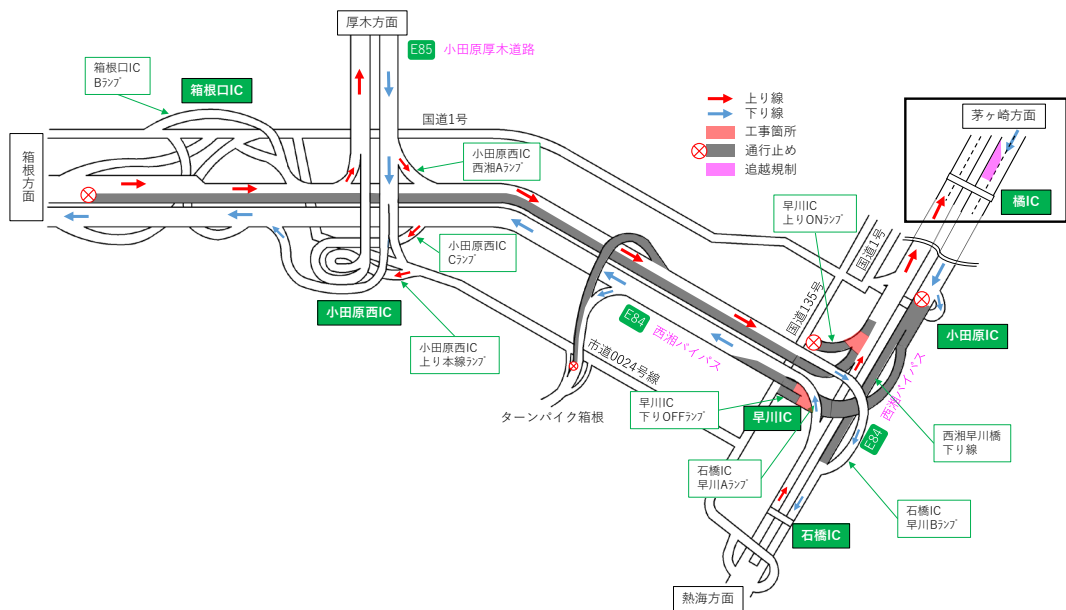 厚木方面
E85 小田原厚木道路
箱根口IC
Bランプ
箱根口IC
国道1号
上り線
下り線
工事箇所
通行止め
追越規制
茅ヶ崎方面
橘IC
箱根方面
小田原西IC
西湘Aランプ
早川IC
上りONランプ
小田原西IC
Cランプ
国道1号
国道135号
小田原西IC
小田原IC
E84 西湘バイパス
小田原西IC
上り本線ランプ
市道0024号線
西湘バイパス
E84
ターンパイク箱根
早川IC
下りOFFランプ
早川IC
西湘早川橋
下り線
石橋IC
早川Aランプ
石橋IC
早川Bランプ
石橋IC
熱海方面